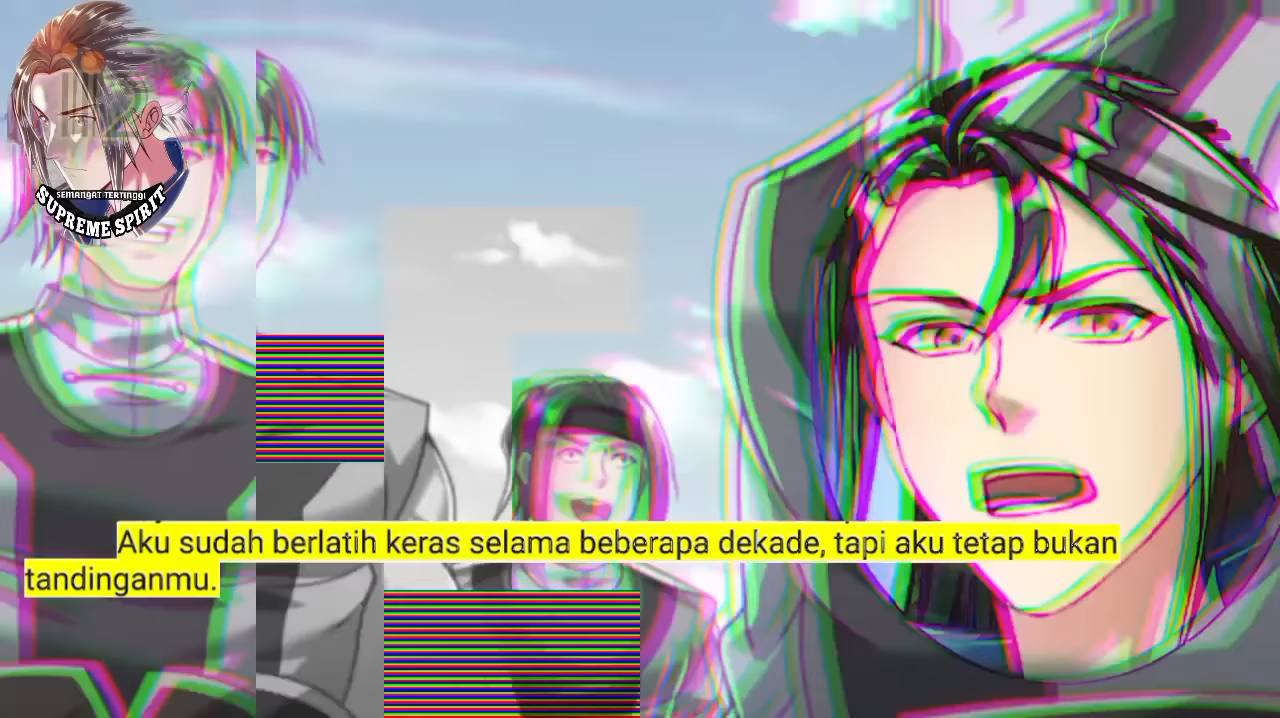 SEMANGAT TERTINGGI
SUPREME SPIRIT
Aku sudah berlatih keras selama beberapa dekade, tapi aku tetap bukan
tandinganmu.